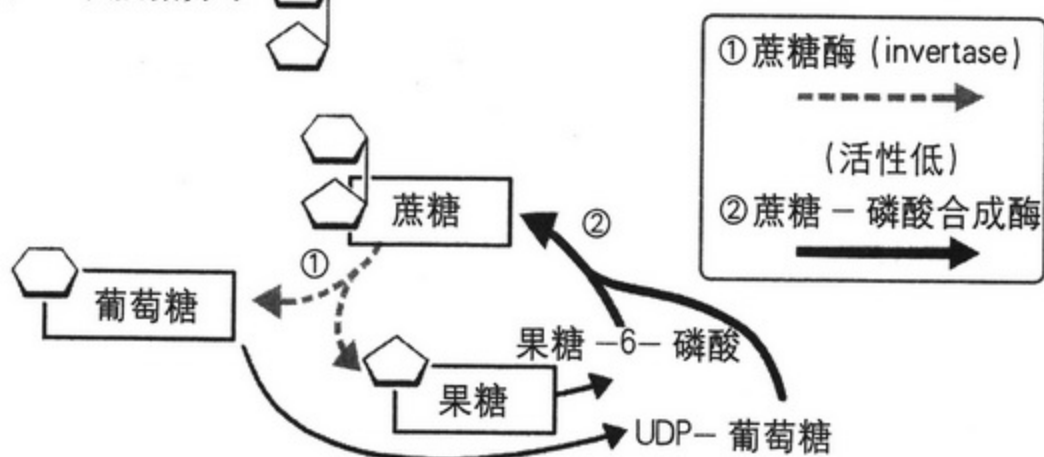 ①蔗糖酶 (invertase)
(活性低)
②蔗糖－磷酸合成酶
蔗糖
②
①
葡萄糖
果糖 －6－ 磷酸
果糖
UDP－ 葡萄糖